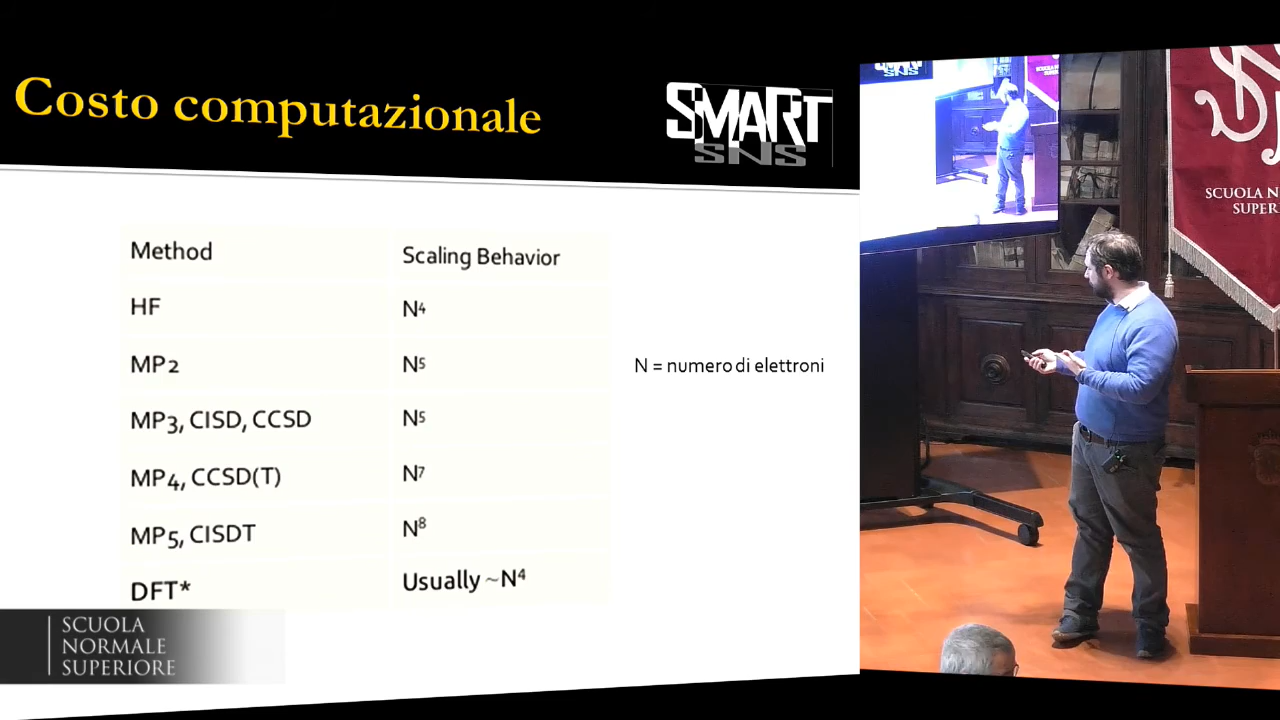 Costo computazionale
SMART
SNS
Method Scaling Behavior
HF N⁴
MP2 N⁵
N = numero di elettroni
MP3, CISD, CCSD N⁵
MP4, CCSD(T) N⁷
MP5, CISDT N⁸
DFT* Usually ~N⁴
SCUOLA
NORMALE
SUPERIORE
SNS
SCUOLA N
SUPER